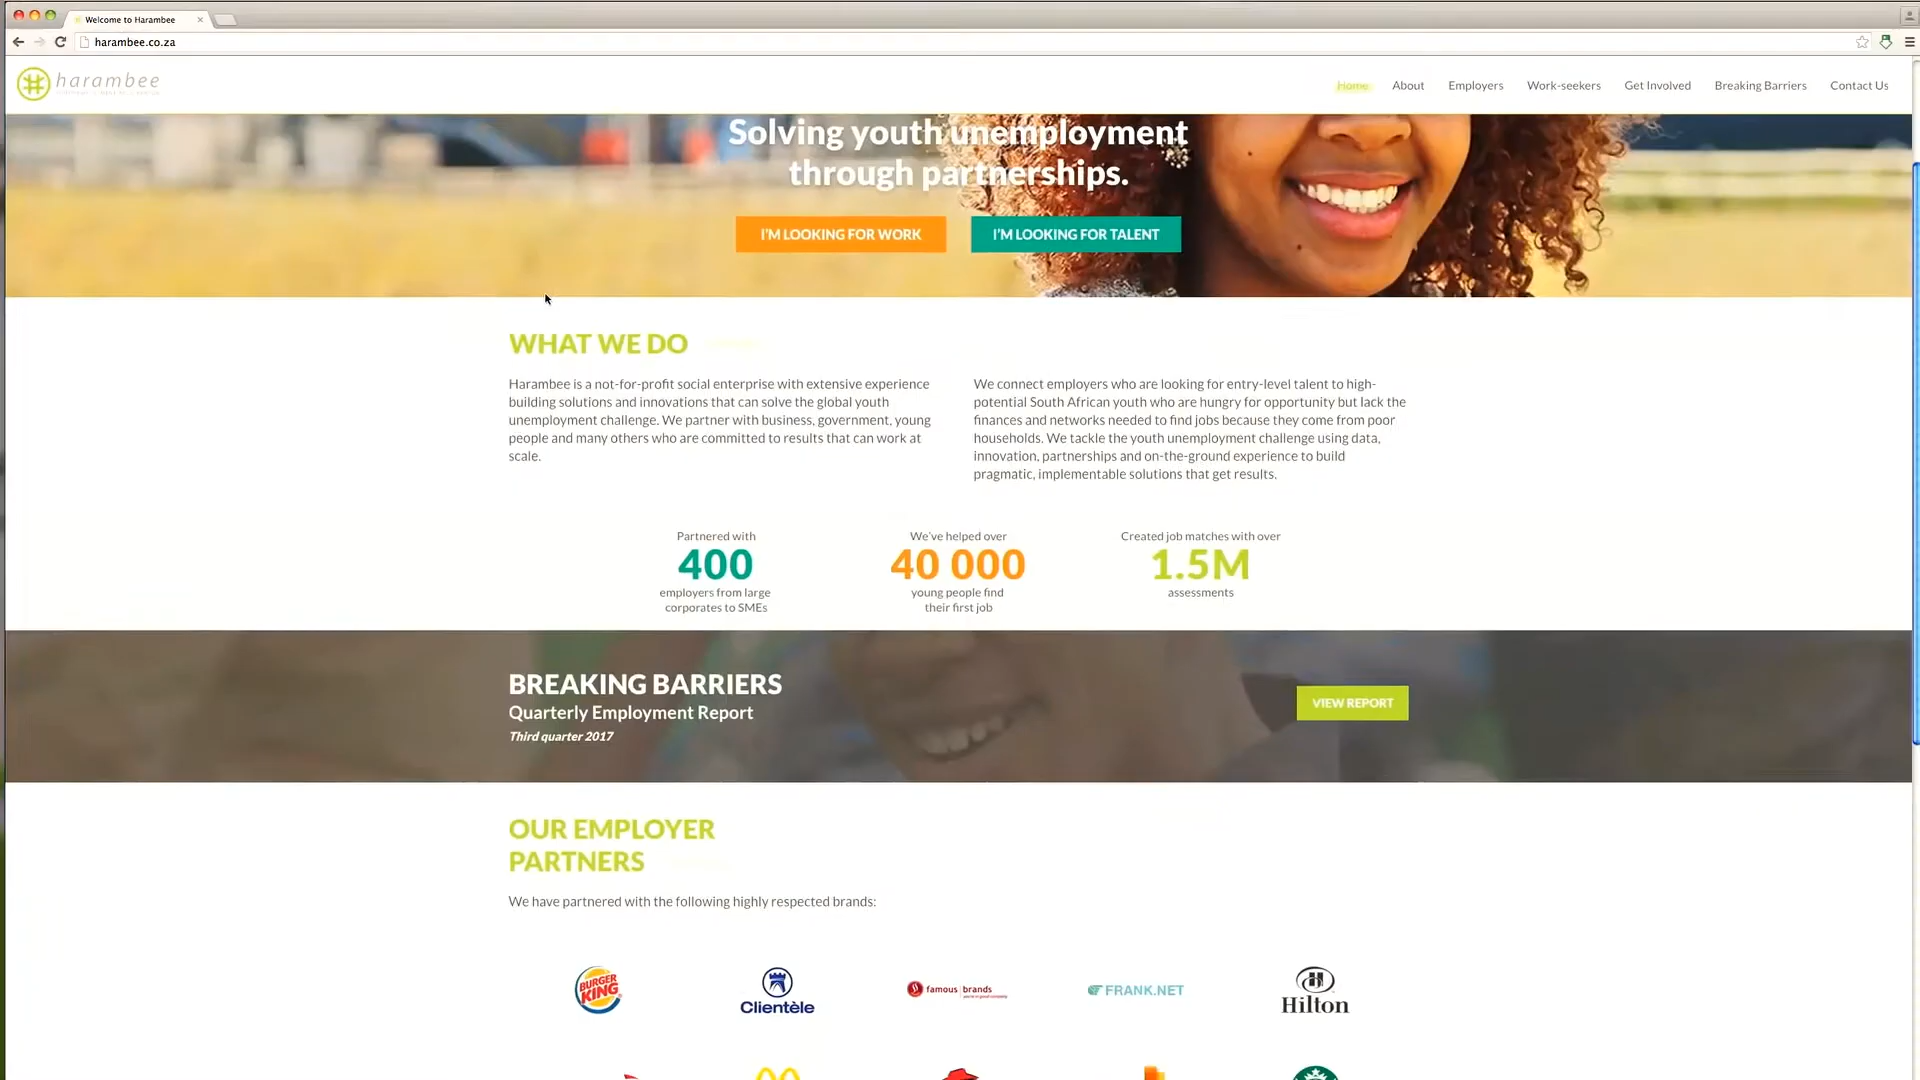 Welcome to Harambee
harambee.co.za
harambee
Home About Employers Work-seekers Get Involved Breaking Barriers Contact Us
Solving youth unemployment
through partnerships.
I'M LOOKING FOR WORK I'M LOOKING FOR TALENT
WHAT WE DO
Harambee is a not-for-profit social enterprise with extensive experience
building solutions and innovations that can solve the global youth
unemployment challenge. We partner with business, government, young
people and many others who are committed to results that can work at
scale.
We connect employers who are looking for entry-level talent to high-
potential South African youth who are hungry for opportunity but lack the
finances and networks needed to find jobs because they come from poor
households. We tackle the youth unemployment challenge using data,
innovation, partnerships and on-the-ground experience to build
pragmatic, implementable solutions that get results.
Partnered with
400
employers from large
corporates to SMEs
We've helped over
40 000
young people find
their first job
Created job matches with over
1.5M
assessments
BREAKING BARRIERS
Quarterly Employment Report
Third quarter 2017
VIEW REPORT
OUR EMPLOYER
PARTNERS
We have partnered with the following highly respected brands:
BURGER
KING
Clientèle
famous brands
FRANK.NET
Hilton